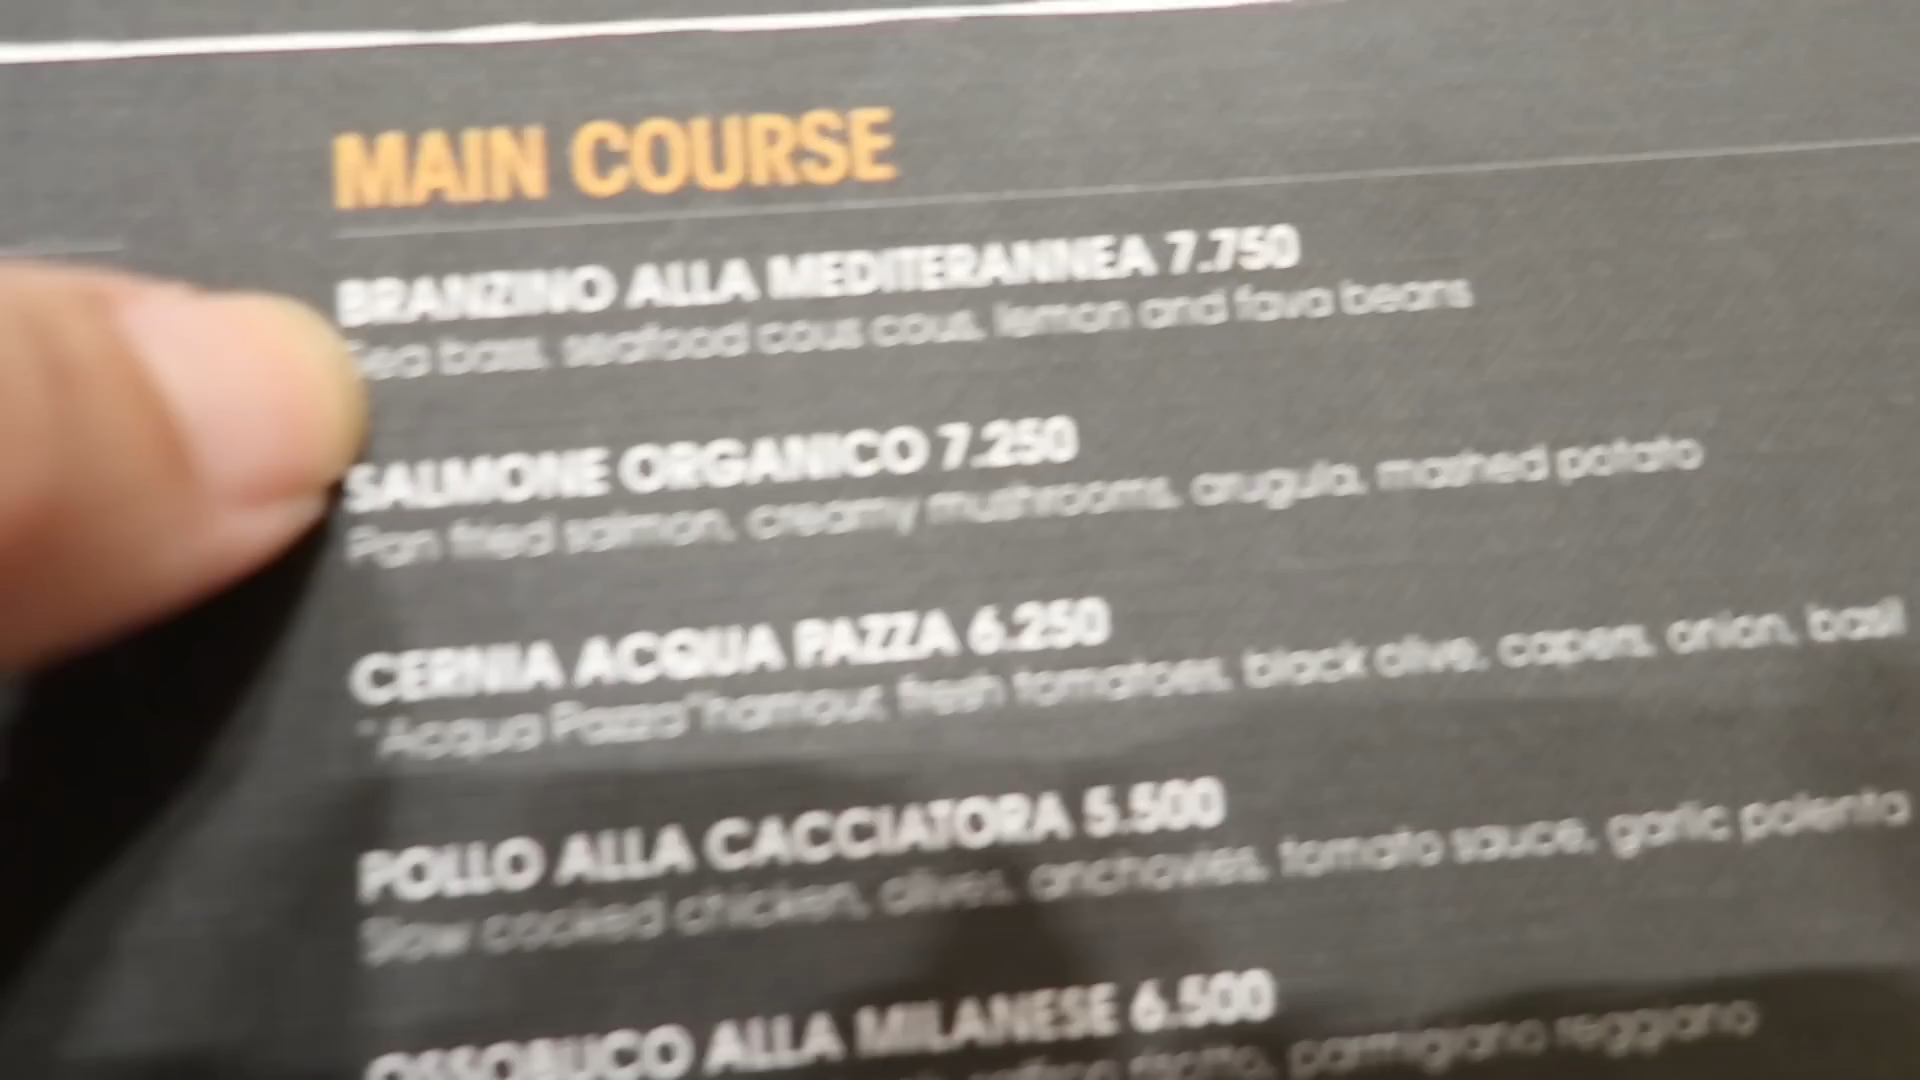 MAIN COURSE
BRANZINO ALLA MEDITERANNEA 7.750
Sea bass, seafood cous cous, lemon and fava beans
SALMONE ORGANICO 7.250
Pan fried salmon, creamy mushrooms, arugula, mashed potato
CERNIA ACQUA PAZZA 6.250
"Acqua Pazza" hamour, fresh tomatoes, black olive, capers, onion, basil
POLLO ALLA CACCIATORA 5.500
Slow cooked chicken, olives, anchovies, tomato sauce, garlic polenta
OSSOBUCO ALLA MILANESE 6.500
risotto, parmigiano reggiano